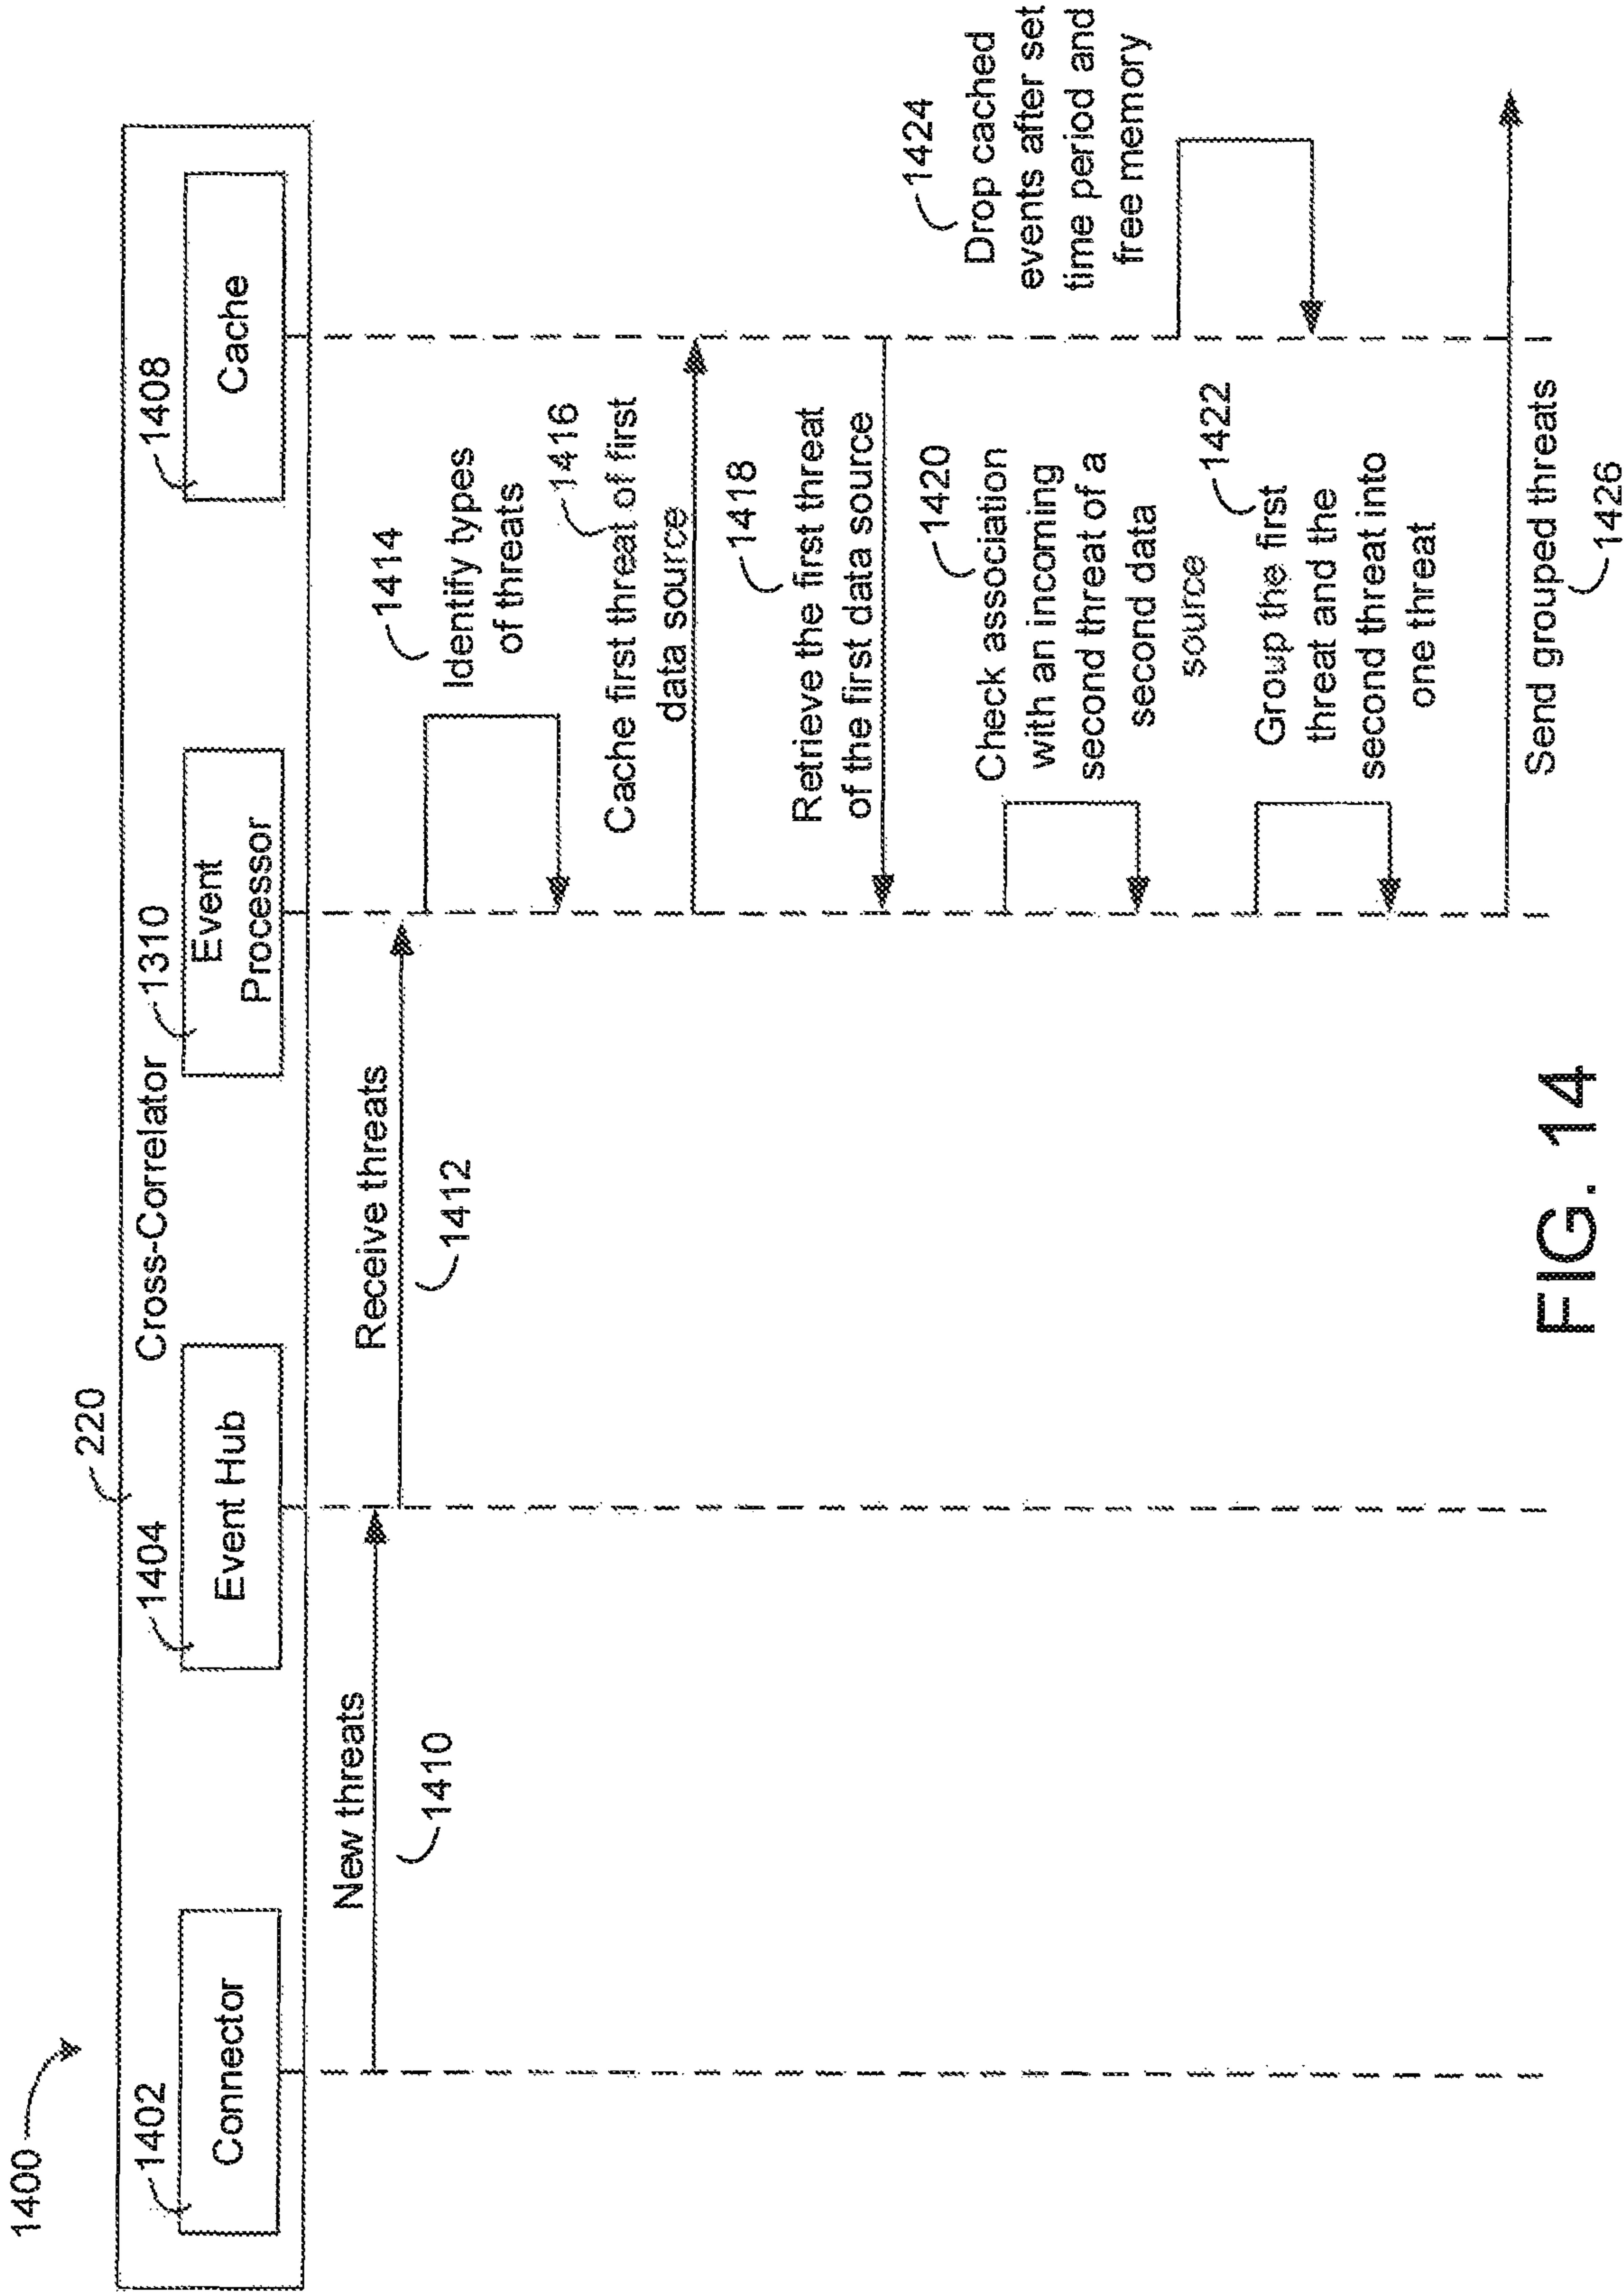 1400
220
Cross-Correlator
1402
Connector
1404
Event Hub
1310
Event
Processor
1408
Cache
New threats
1410
Receive threats
1412
1414
Identify types
of threats
1416
Cache first threat of first
data source
1418
Retrieve the first threat
of the first data source
1420
Check association
with an incoming
second threat of a
second data
source
1422
Group the first
threat and the
second threat into
one threat
1424
Drop cached
events after set
time period and
free memory
Send grouped threats
1426
FIG. 14